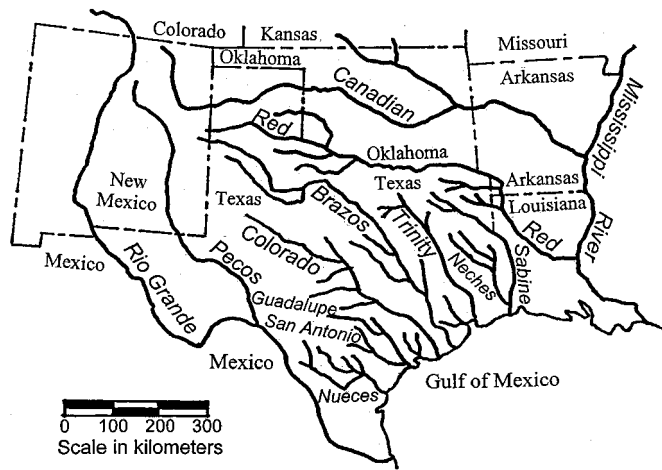 Colorado
Kansas
Missouri
Oklahoma
Arkansas
Canadian
Mississippi
River
Red
Oklahoma
New
Mexico
Texas
Brazos
Texas
Trinity
Arkansas
Louisiana
Red
Colorado
Neches
Sabine
Mexico
Rio Grande
Pecos
Guadalupe
San Antonio
Mexico
Nueces
Gulf of Mexico
0 100 200 300
Scale in kilometers